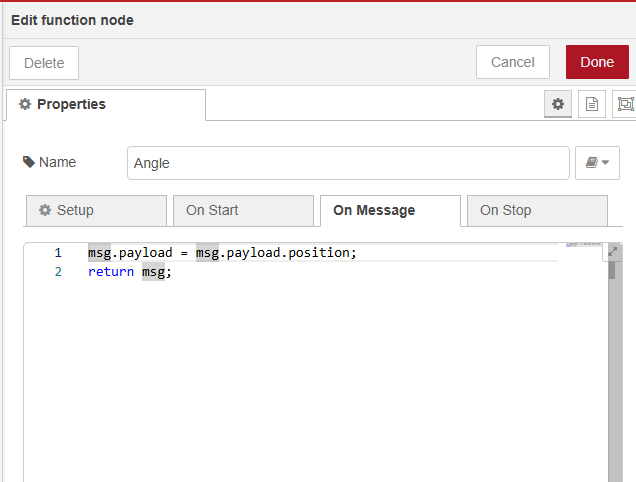 Edit function node
Delete
Cancel
Done
Properties
Name
Angle
Setup
On Start
On Message
On Stop
1 msg.payload = msg.payload.position;
2 return msg;